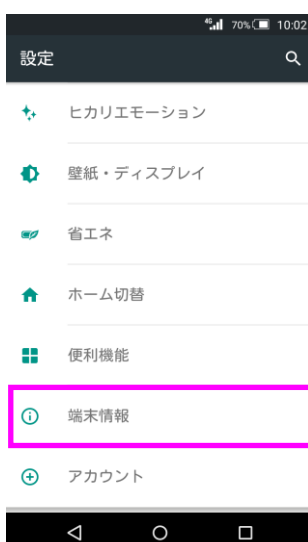 4G 70% 10:02
設定
ヒカリエモーション
壁紙・ディスプレイ
省エネ
ホーム切替
便利機能
端末情報
アカウント